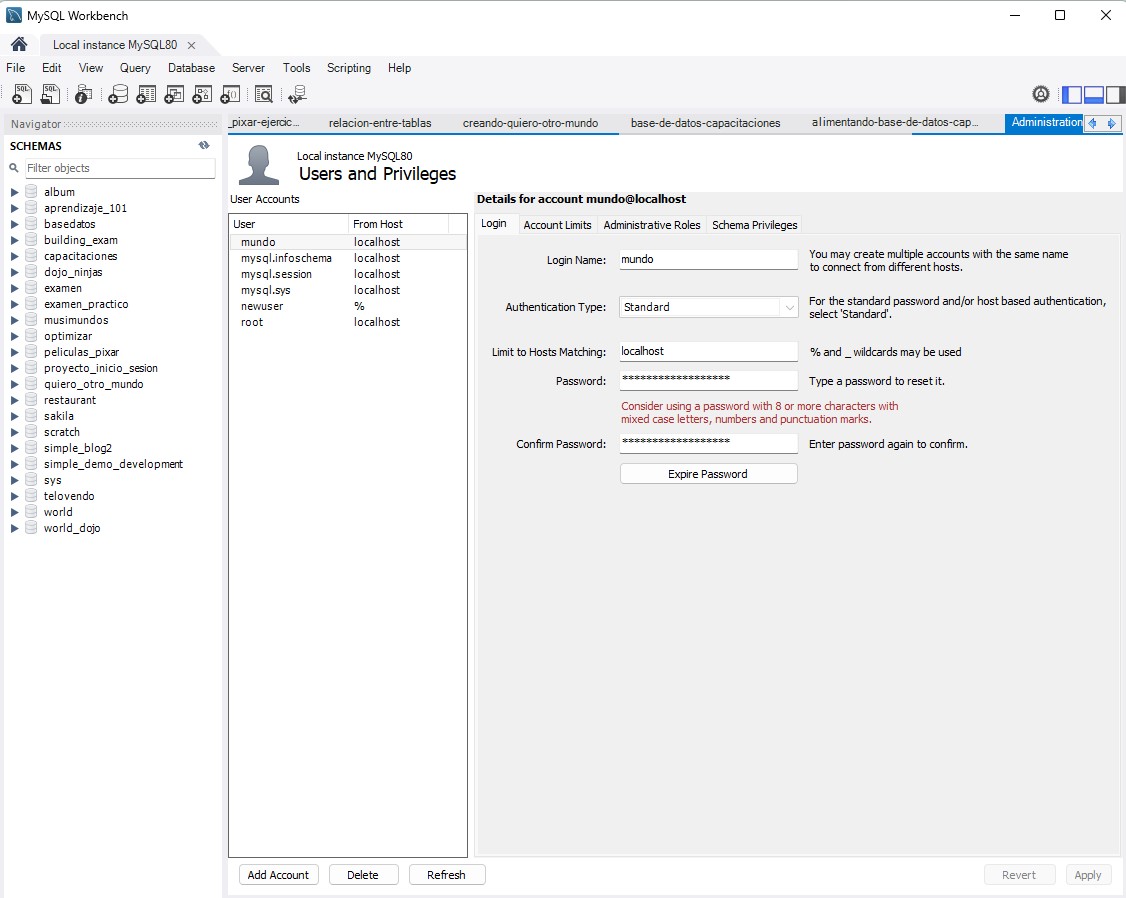 MySQL Workbench
Local instance MySQL80
File Edit View Query Database Server Tools Scripting Help
Navigator
SCHEMAS
Filter objects
album
aprendizaje_101
basedatos
building_exam
capacitaciones
dojo_ninjas
examen
examen_practico
musimundos
optimizar
peliculas_pixar
proyecto_inicio_sesion
quiero_otro_mundo
restaurant
sakila
scratch
simple_blog2
simple_demo_development
sys
telovendo
world
world_dojo
_pixar-ejercic... relacion-entre-tablas creando-quiero-otro-mundo base-de-datos-capacitaciones alimentando-base-de-datos-cap... Administration
Local instance MySQL80
Users and Privileges
User Accounts
User From Host
mundo localhost
mysql.infoschema localhost
mysql.session localhost
mysql.sys localhost
newuser %
root localhost
Details for account mundo@localhost
Login Account Limits Administrative Roles Schema Privileges
Login Name: mundo You may create multiple accounts with the same name
to connect from different hosts.
Authentication Type: Standard For the standard password and/or host based authentication,
select 'Standard'.
Limit to Hosts Matching: localhost % and _ wildcards may be used
Password: ****************** Type a password to reset it.
Consider using a password with 8 or more characters with
mixed case letters, numbers and punctuation marks.
Confirm Password: ****************** Enter password again to confirm.
Expire Password
Add Account Delete Refresh Revert Apply